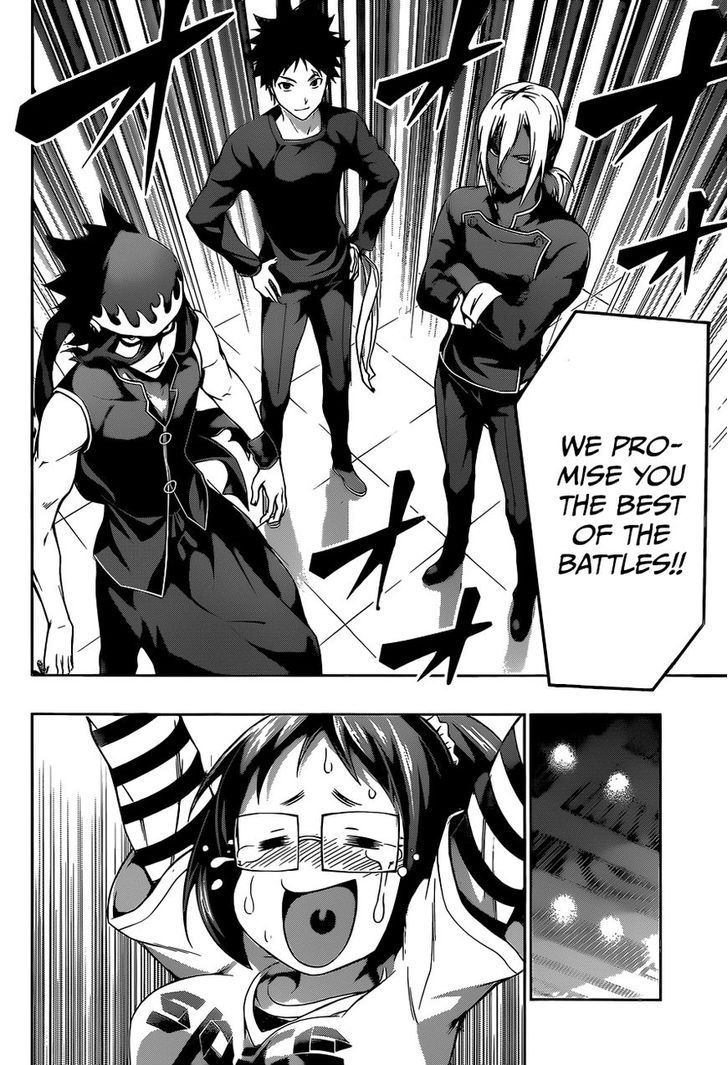 WE PRO-
MISE YOU
THE BEST
OF THE
BATTLES!!